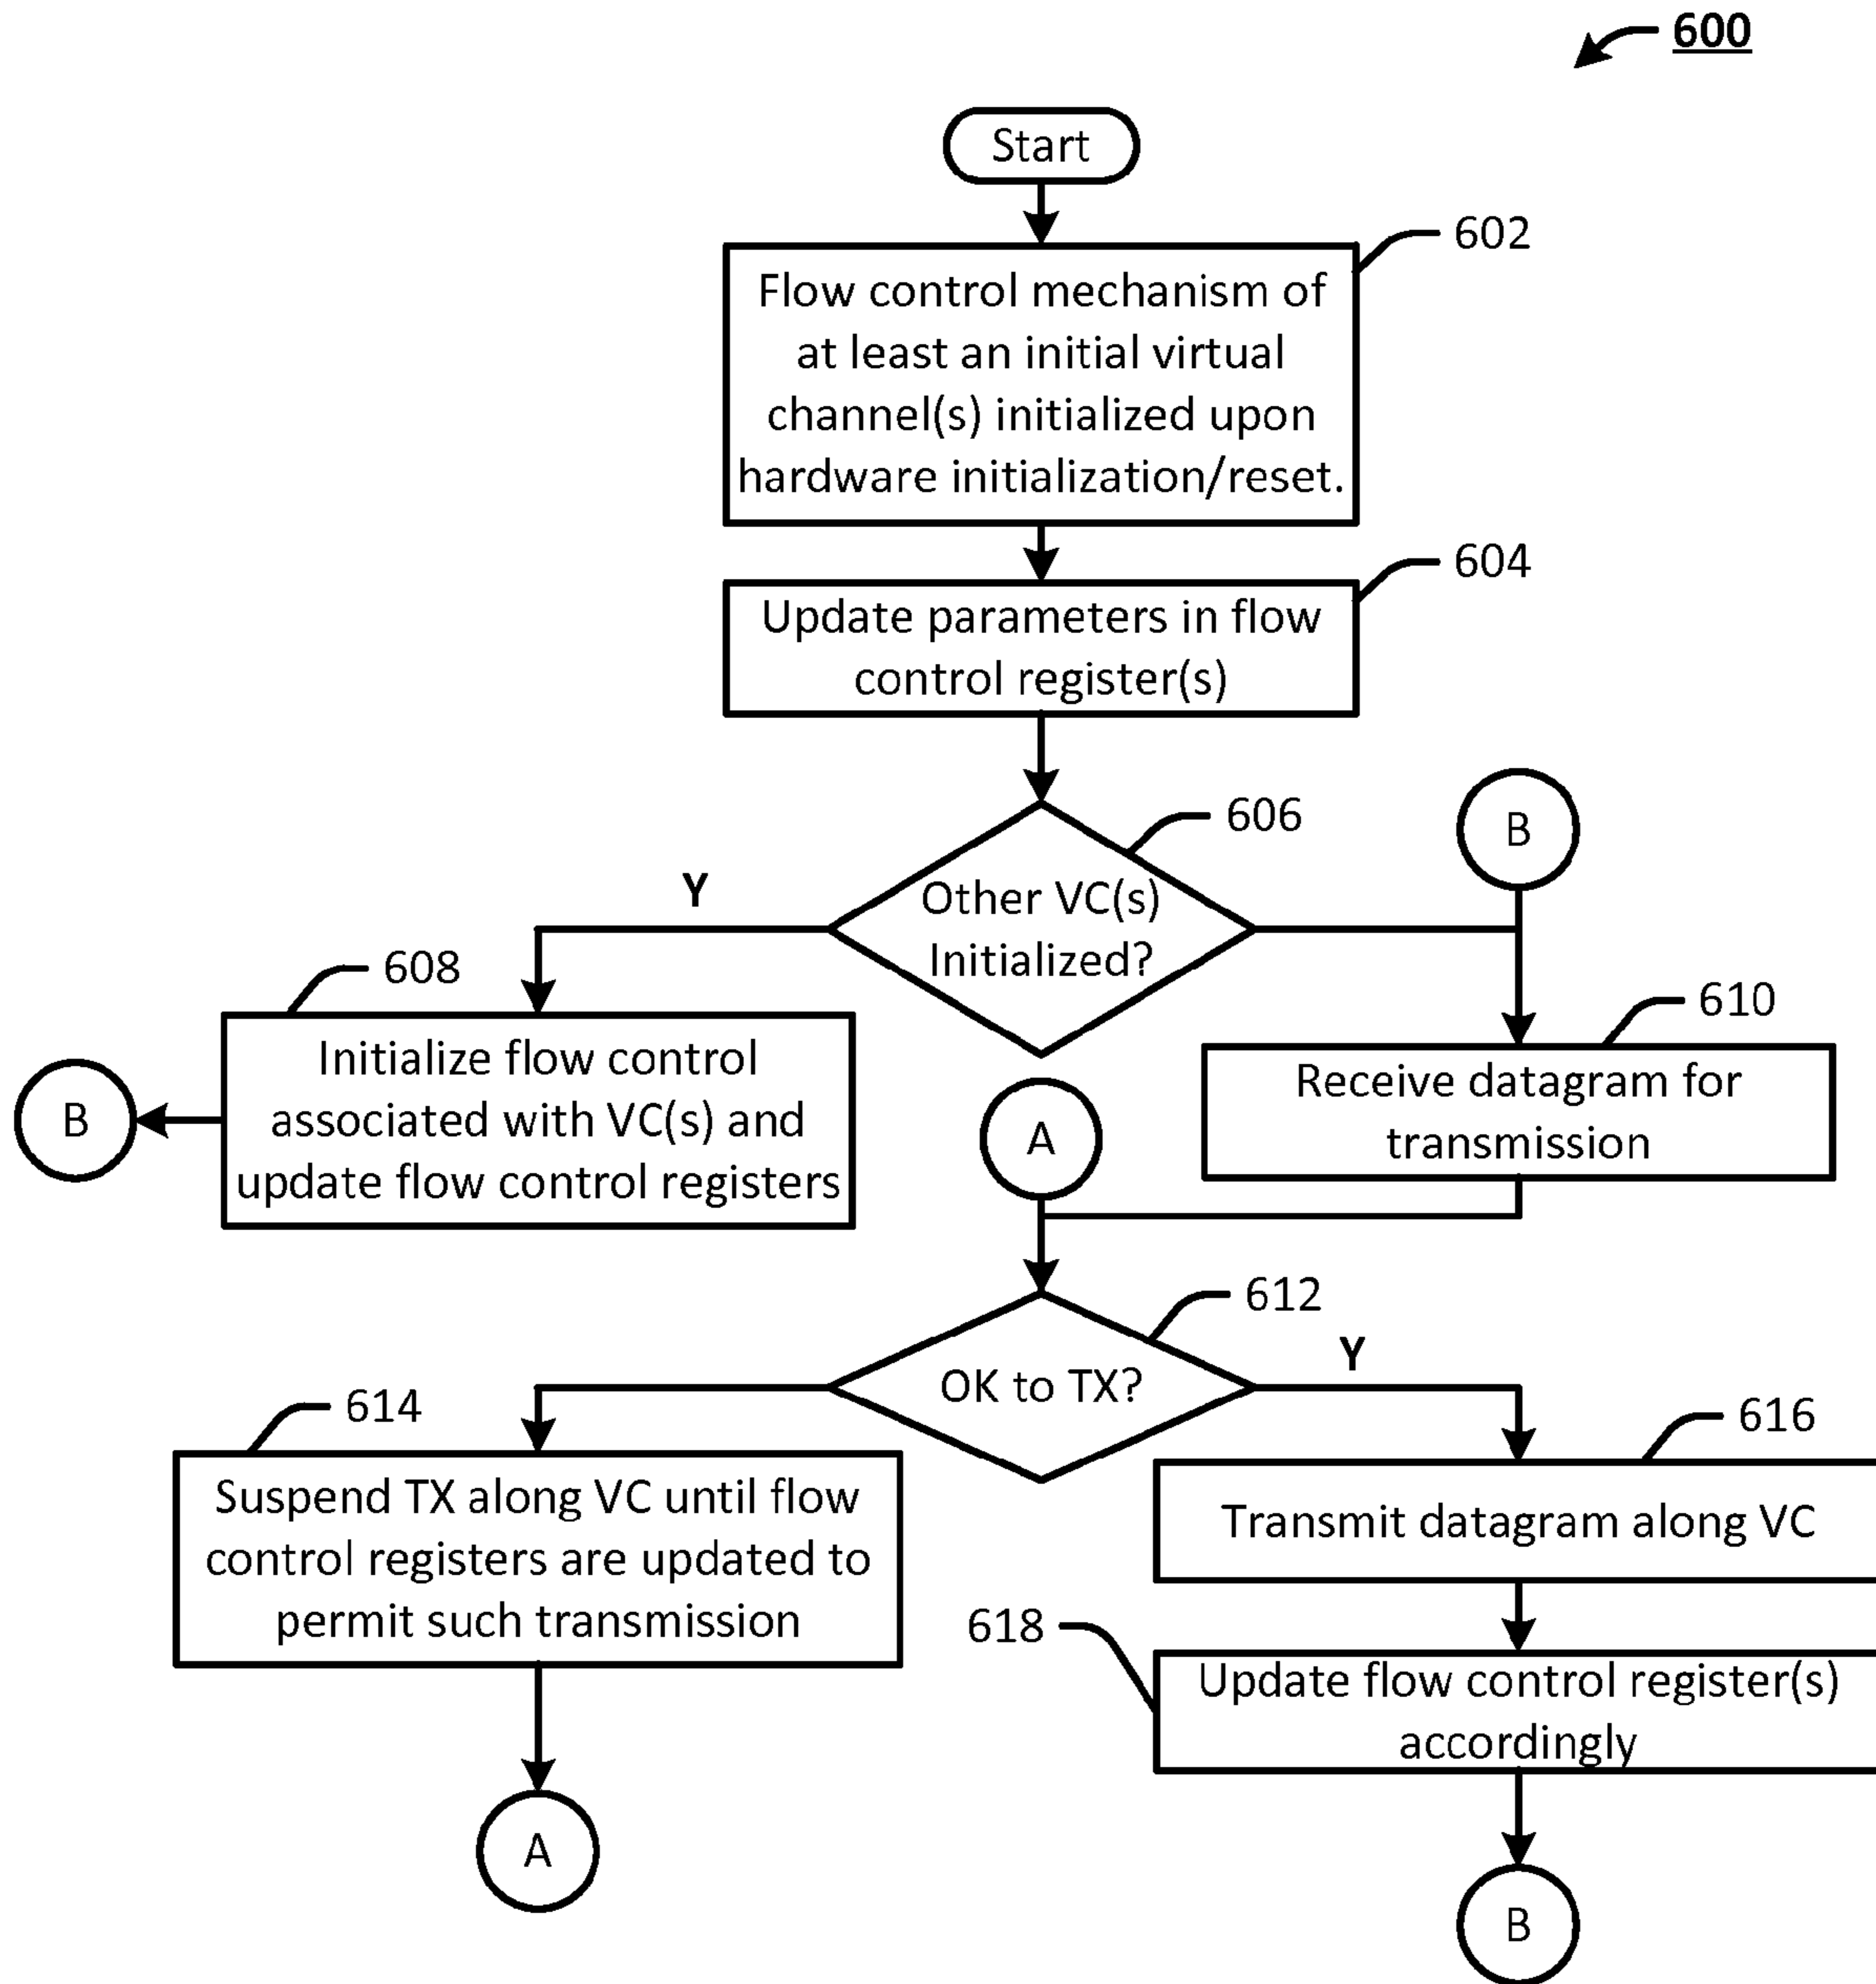 600
Start
602
Flow control mechanism of
at least an initial virtual
channel(s) initialized upon
hardware initialization/reset.
604
Update parameters in flow
control register(s)
606
B
Other VC(s)
Initialized?
Y
608
610
Initialize flow control
associated with VC(s) and
update flow control registers
B
A
Receive datagram for
transmission
612
OK to TX?
Y
614
616
Suspend TX along VC until flow
control registers are updated to
permit such transmission
Transmit datagram along VC
618
Update flow control register(s)
accordingly
A
B